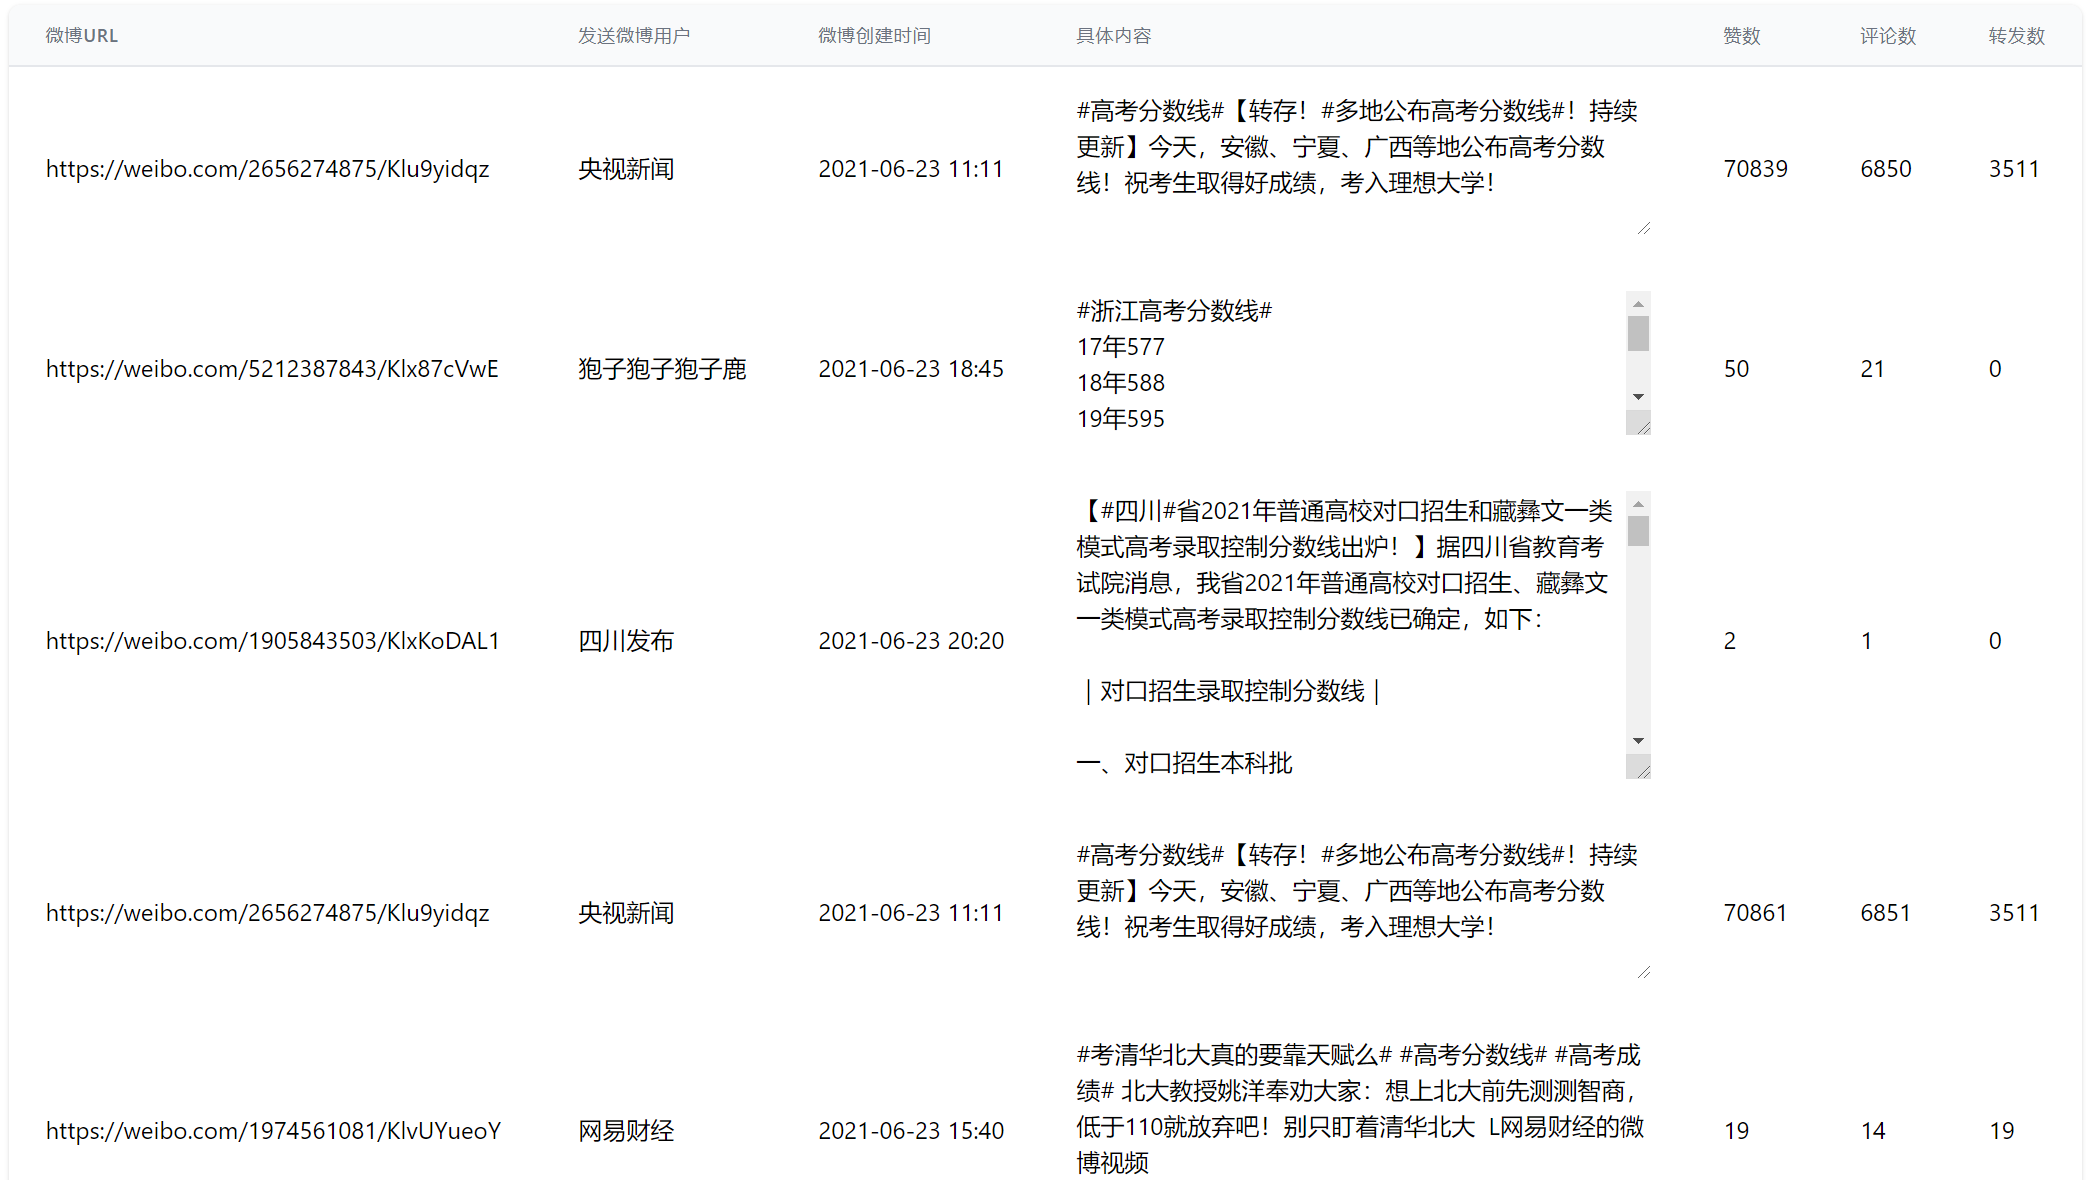 微博URL 发送微博用户 微博创建时间 具体内容 赞数 评论数 转发数
#高考分数线#【转存！#多地公布高考分数线#！持续
更新】今天，安徽、宁夏、广西等地公布高考分数
https://weibo.com/2656274875/Klu9yidqz 央视新闻 2021-06-23 11:11 70839 6850 3511
线！祝考生取得好成绩，考入理想大学！
#浙江高考分数线#
17年577
https://weibo.com/5212387843/Klx87cVwE 狍子狍子狍子鹿 2021-06-23 18:45 50 21 0
18年588
19年595
【#四川#省2021年普通高校对口招生和藏彝文一类
模式高考录取控制分数线出炉！】据四川省教育考
试院消息，我省2021年普通高校对口招生、藏彝文
一类模式高考录取控制分数线已确定，如下：
https://weibo.com/1905843503/KlxKoDAL1 四川发布 2021-06-23 20:20 2 1 0
｜对口招生录取控制分数线｜
一、对口招生本科批
#高考分数线#【转存！#多地公布高考分数线#！持续
更新】今天，安徽、宁夏、广西等地公布高考分数
https://weibo.com/2656274875/Klu9yidqz 央视新闻 2021-06-23 11:11 70861 6851 3511
线！祝考生取得好成绩，考入理想大学！
#考清华北大真的要靠天赋么# #高考分数线# #高考成
绩# 北大教授姚洋奉劝大家：想上北大前先测测智商，
低于110就放弃吧！别只盯着清华北大 L网易财经的微
https://weibo.com/1974561081/KlvUYueoY 网易财经 2021-06-23 15:40 19 14 19
博视频